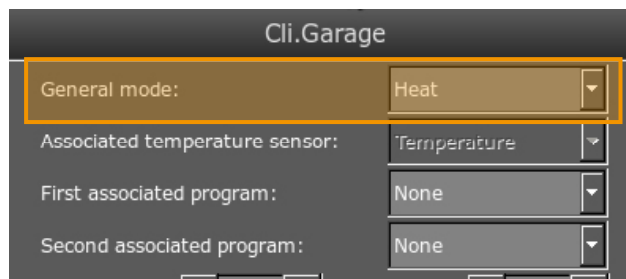 Cli.Garage
General mode: Heat
Associated temperature sensor: Temperature
First associated program: None
Second associated program: None